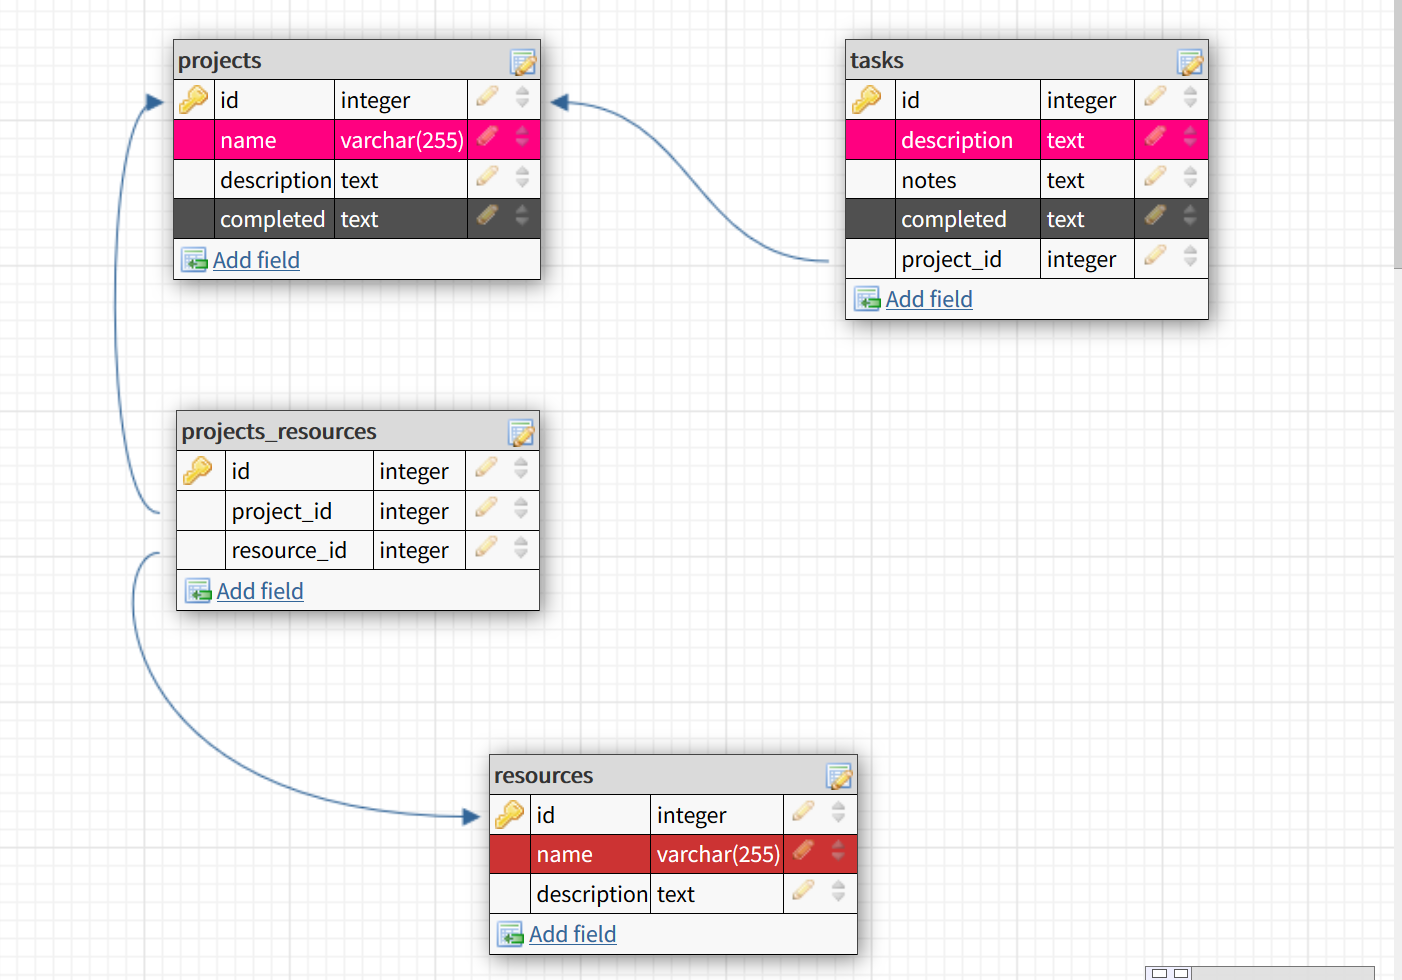 projects
id integer
name varchar(255)
description text
completed text
Add field
tasks
id integer
description text
notes text
completed text
project_id integer
Add field
projects_resources
id integer
project_id integer
resource_id integer
Add field
resources
id integer
name varchar(255)
description text
Add field